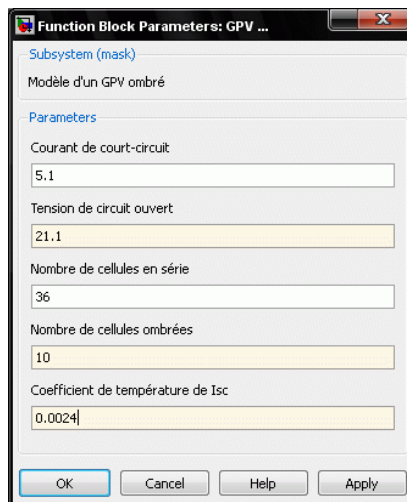 Function Block Parameters: GPV ...
Subsystem (mask)
Modèle d'un GPV ombré
Parameters
Courant de court-circuit
5.1
Tension de circuit ouvert
21.1
Nombre de cellules en série
36
Nombre de cellules ombrées
10
Coefficient de température de Isc
0.0024
OK Cancel Help Apply